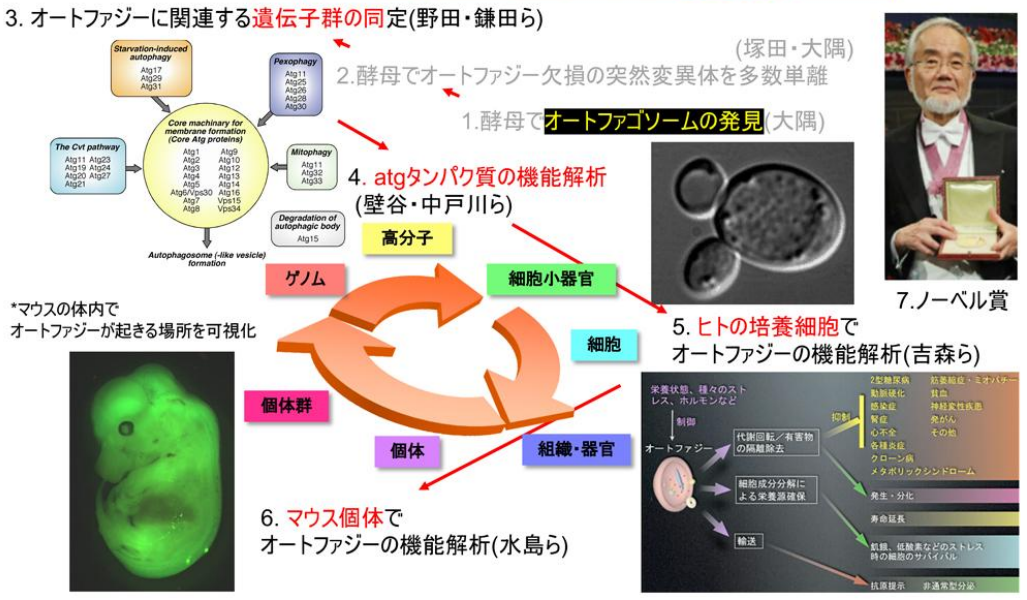 3. オートファジーに関連する遺伝子群の同定(野田・鎌田ら)
(塚田・大隅)
2.酵母でオートファジー欠損の突然変異体を多数単離
1.酵母でオートファゴソームの発見(大隅)
Starvation-induced
autophagy
Atg17
Atg29
Atg31
Pexophagy
Atg11
Atg25
Atg26
Atg28
Atg30
Core machinery for
membrane formation
(Core Atg proteins)
Atg1 Atg9
Atg2 Atg10
Atg3 Atg12
Atg4 Atg13
Atg5 Atg14
Atg6/Vps30 Atg16
Atg7 Vps15
Atg8 Vps34
The Cvt pathway
Atg11 Atg23
Atg19 Atg24
Atg20 Atg27
Atg21
Mitophagy
Atg11
Atg32
Atg33
Degradation of
autophagic body
Atg15
Autophagosome (-like vesicle)
formation
4. atgタンパク質の機能解析
(壁谷・中戸川ら)
高分子
ゲノム
細胞小器官
細胞
組織・器官
個体
個体群
7.ノーベル賞
*マウスの体内で
オートファジーが起きる場所を可視化
5. ヒトの培養細胞で
オートファジーの機能解析(吉森ら)
6. マウス個体で
オートファジーの機能解析(水島ら)
栄養状態、種々のスト
レス、ホルモンなど
制御
オートファジー
代謝回転／有害物
の隔離除去
細胞成分分解に
よる栄養源確保
輸送
抑制
2型糖尿病 筋萎縮症・ミオパチー
動脈硬化 貧血
感染症 神経変性疾患
腎症 発がん
心不全 その他
各種炎症
クローン病
メタボリックシンドローム
発生・分化
寿命延長
飢餓、低酸素などのストレス
時の細胞のサバイバル
抗原提示 非通常型分泌